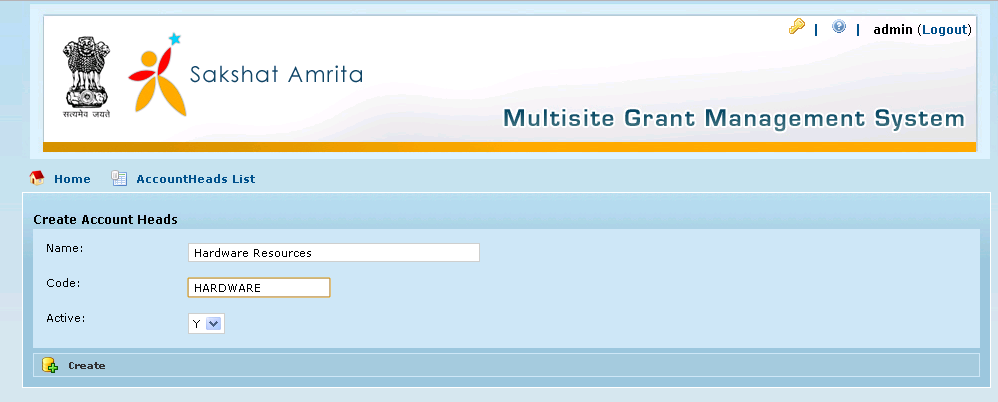 | | admin (Logout)
सत्यमेव जयते
Sakshat Amrita
Multisite Grant Management System
Home AccountHeads List
Create Account Heads
Name: Hardware Resources
Code: HARDWARE
Active: Y
Create